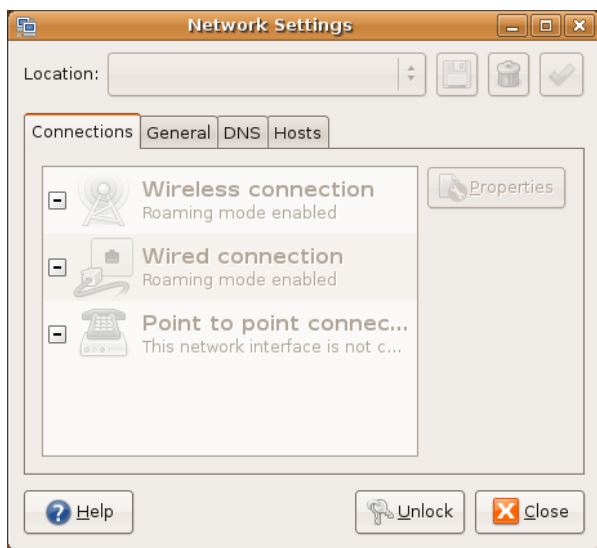 Network Settings
Location:
Connections General DNS Hosts
Wireless connection
Roaming mode enabled
Properties
Wired connection
Roaming mode enabled
Point to point connec...
This network interface is not c...
Help Unlock Close